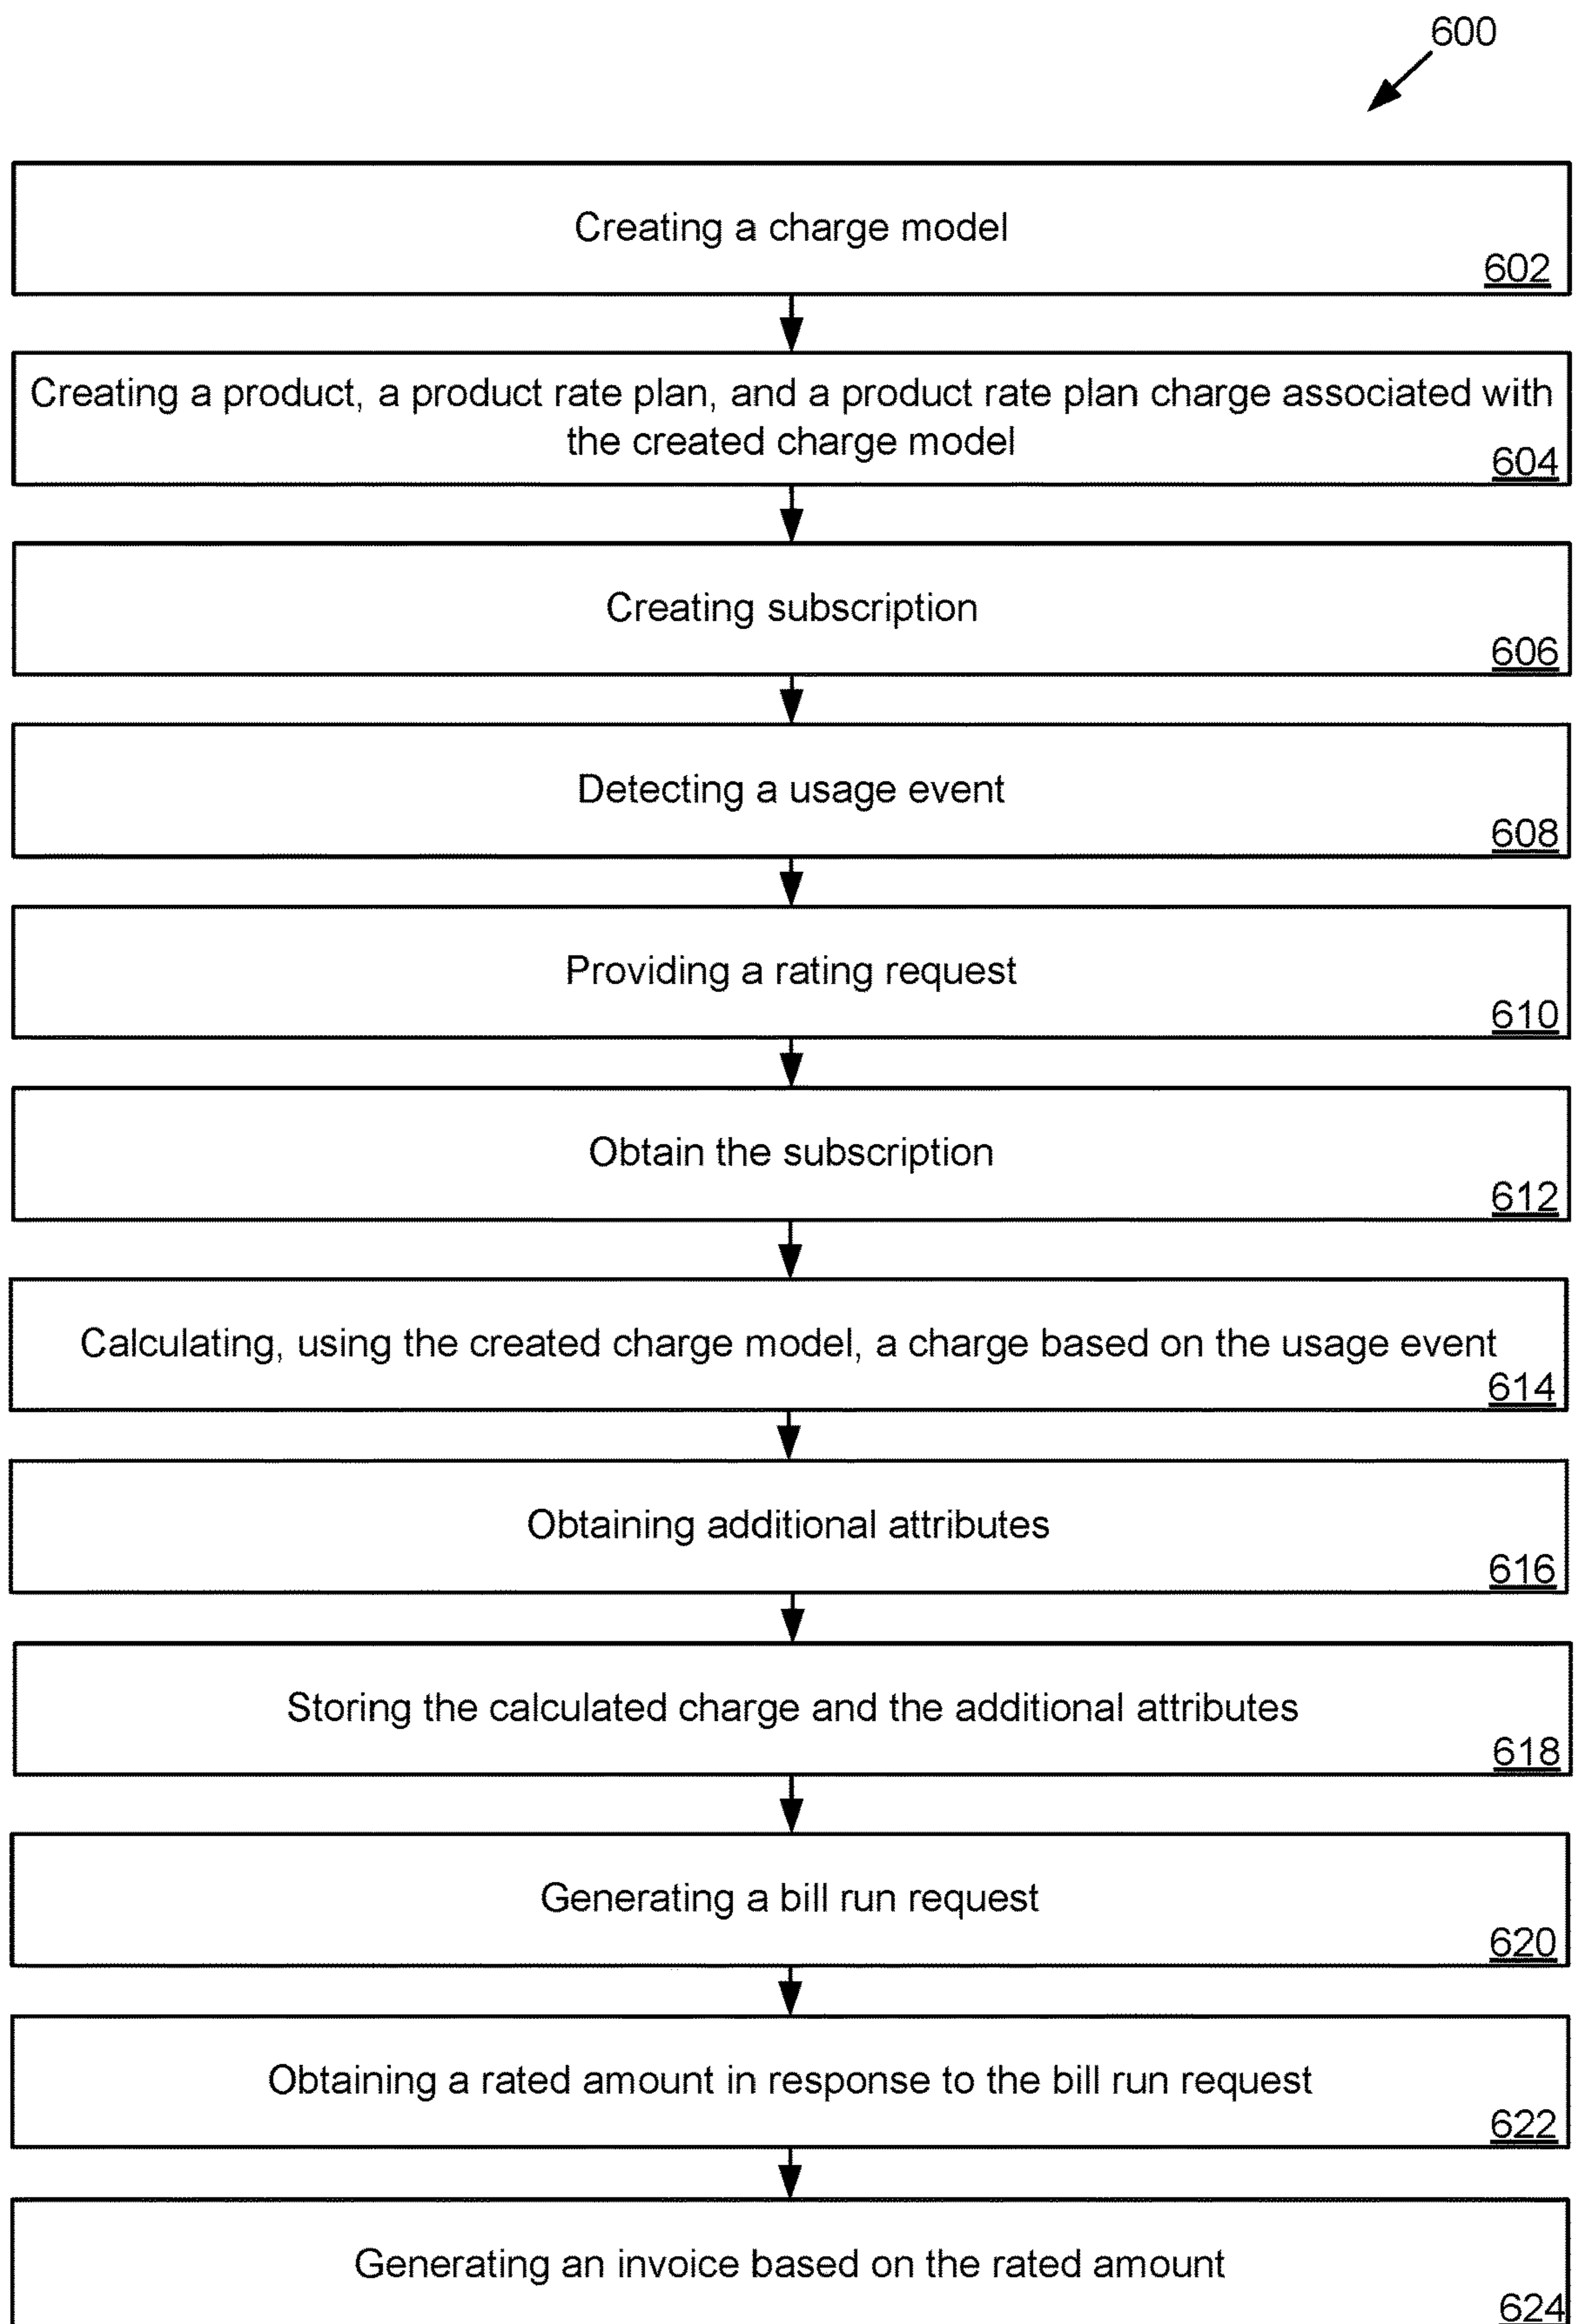 600
Creating a charge model
602
Creating a product, a product rate plan, and a product rate plan charge associated with
the created charge model
604
Creating subscription
606
Detecting a usage event
608
Providing a rating request
610
Obtain the subscription
612
Calculating, using the created charge model, a charge based on the usage event
614
Obtaining additional attributes
616
Storing the calculated charge and the additional attributes
618
Generating a bill run request
620
Obtaining a rated amount in response to the bill run request
622
Generating an invoice based on the rated amount
624